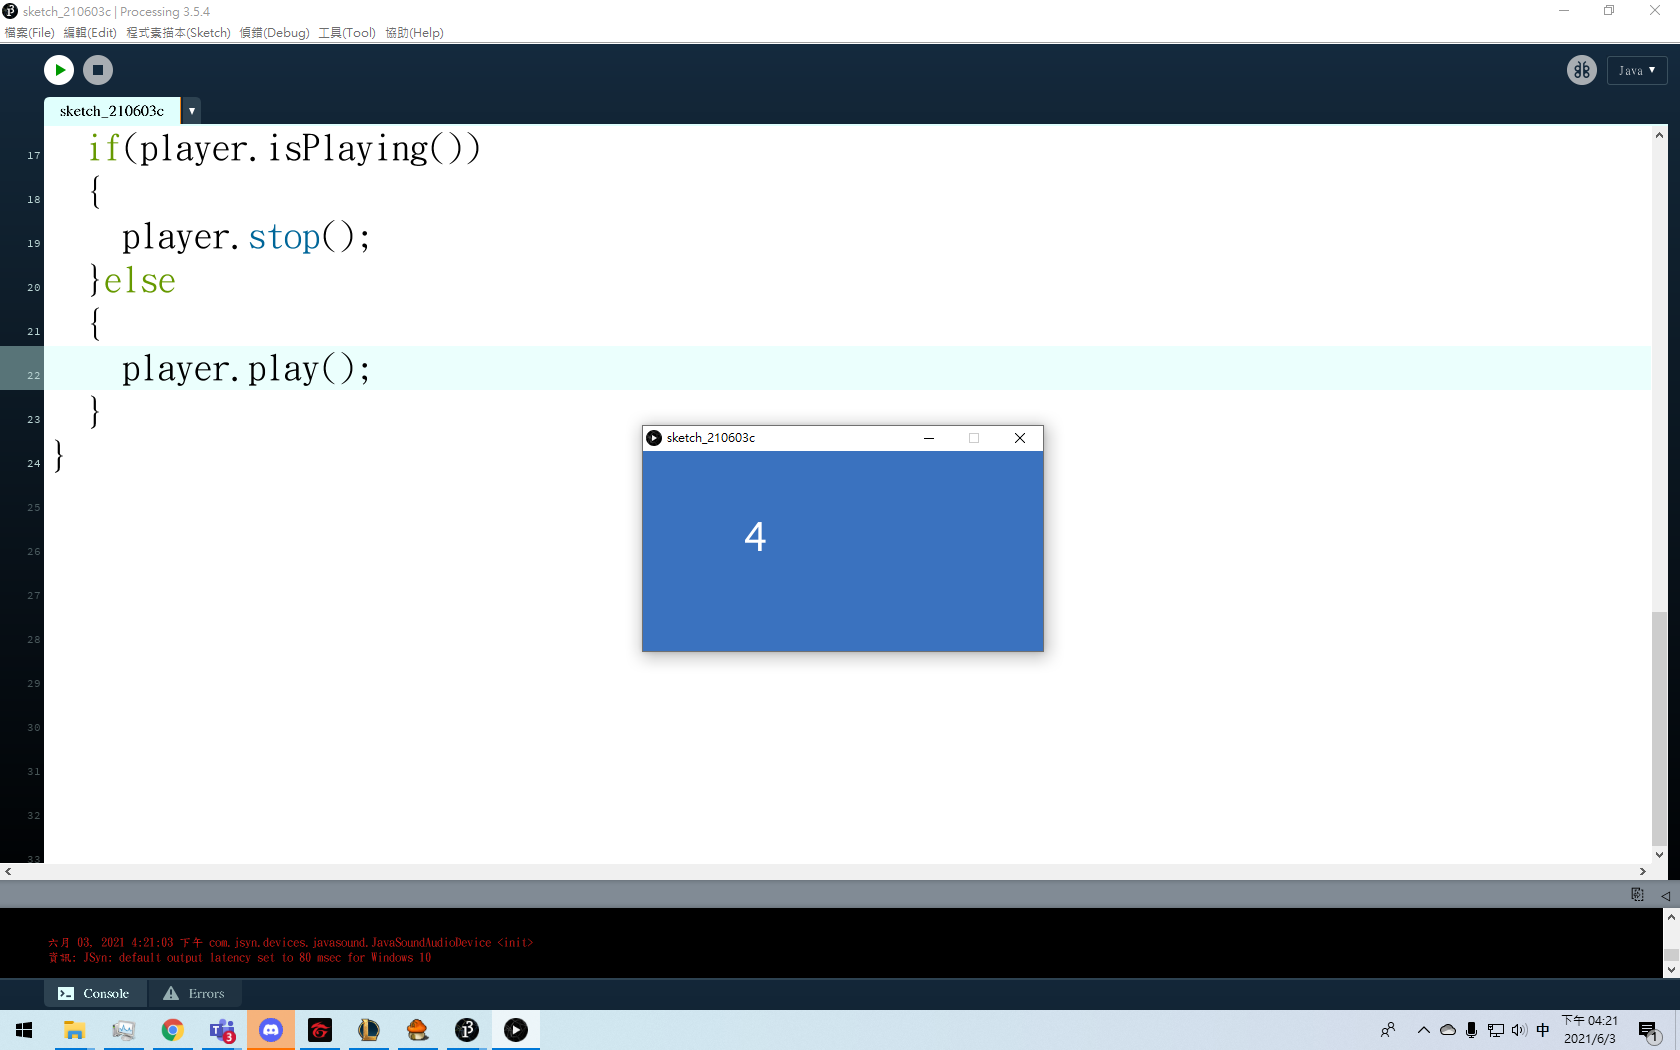 sketch_210603c | Processing 3.5.4
檔案(File) 編輯(Edit) 程式素描本(Sketch) 偵錯(Debug) 工具(Tool) 協助(Help)
Java ▼
sketch_210603c ▼
17 if(player.isPlaying())
18 {
19 player.stop();
20 }else
21 {
22 player.play();
23 }
24 }
25
26
27
28
29
30
31
32
33
sketch_210603c
4
六月 03, 2021 4:21:03 下午 com.jsyn.devices.javasound.JavaSoundAudioDevice <init>
資訊: JSyn: default output latency set to 80 msec for Windows 10
Console Errors
3
中
下午 04:21
2021/6/3
1